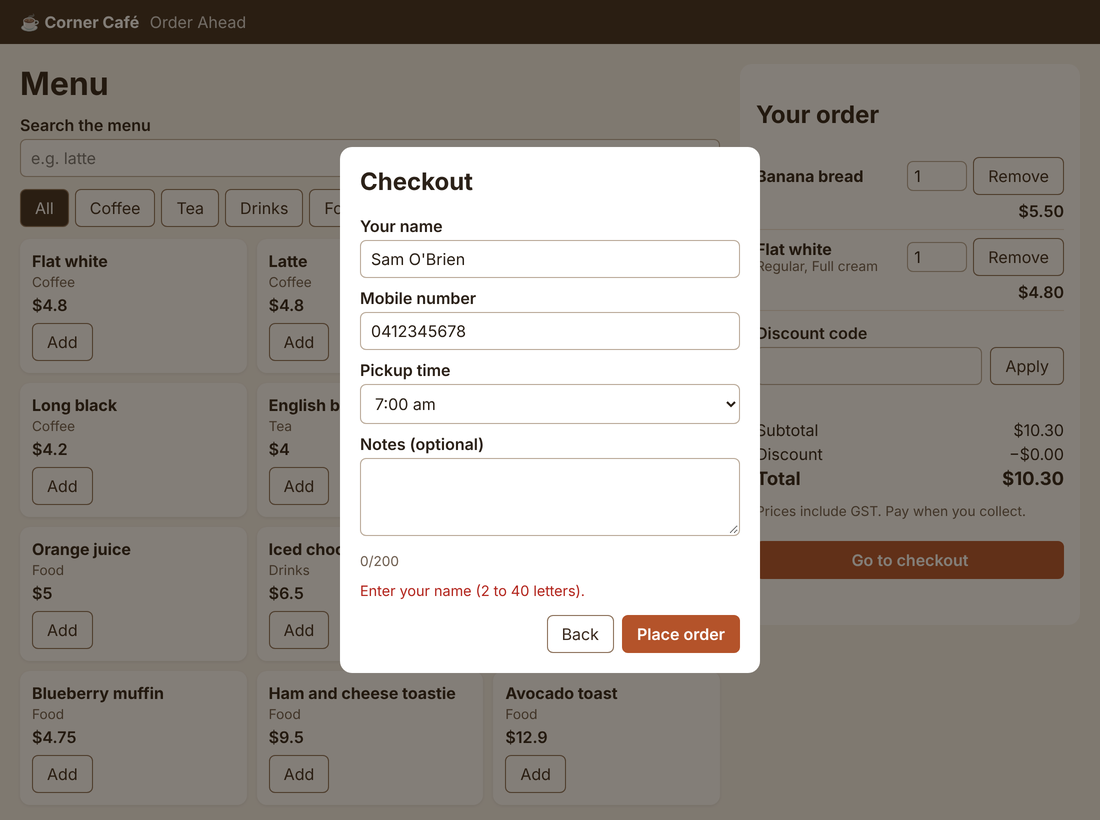 ☕ Corner Café Order Ahead
Menu
Search the menu
e.g. latte
All Coffee Tea Drinks
Flat white
Coffee
$4.8
Add
Latte
Coffee
$4.8
Add
Long black
Coffee
$4.2
Add
English b
Tea
$4
Add
Orange juice
Food
$5
Add
Iced choc
Drinks
$6.5
Add
Blueberry muffin
Food
$4.75
Add
Ham and cheese toastie
Food
$9.5
Add
Avocado toast
Food
$12.9
Add
Checkout
Your name
Sam O'Brien
Mobile number
0412345678
Pickup time
7:00 am
Notes (optional)
0/200
Enter your name (2 to 40 letters).
Back Place order
Your order
Banana bread 1 Remove
$5.50
Flat white 1 Remove
Regular, Full cream
$4.80
Discount code
Apply
Subtotal $10.30
Discount −$0.00
Total $10.30
Prices include GST. Pay when you collect.
Go to checkout